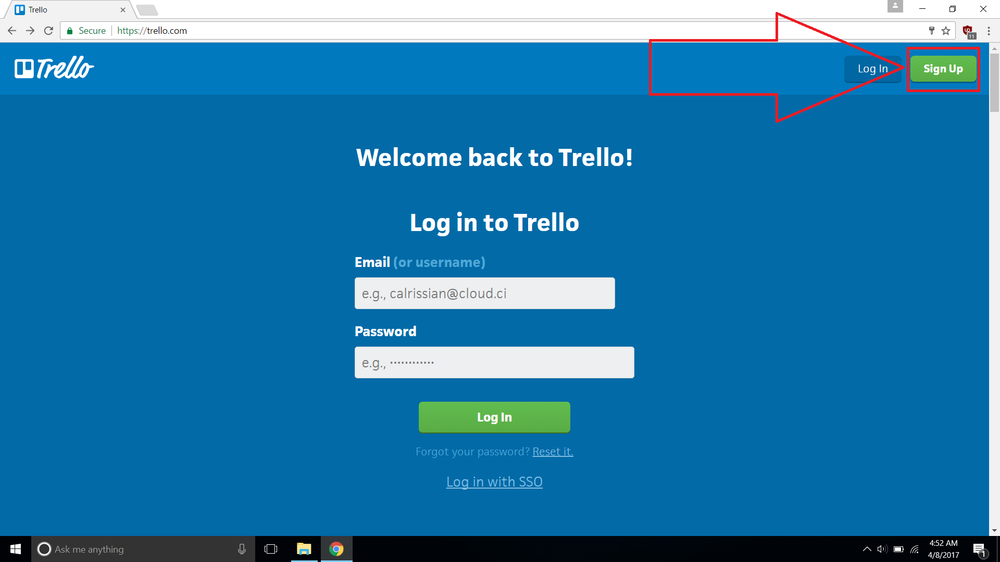 Trello
Secure
https://trello.com
11
Trello
Log In
Sign Up
Welcome back to Trello!
Log in to Trello
Email (or username)
e.g., calrissian@cloud.ci
Password
e.g., ••••••••••••
Log In
Forgot your password? Reset it.
Log in with SSO
Ask me anything
4:52 AM
4/8/2017
1